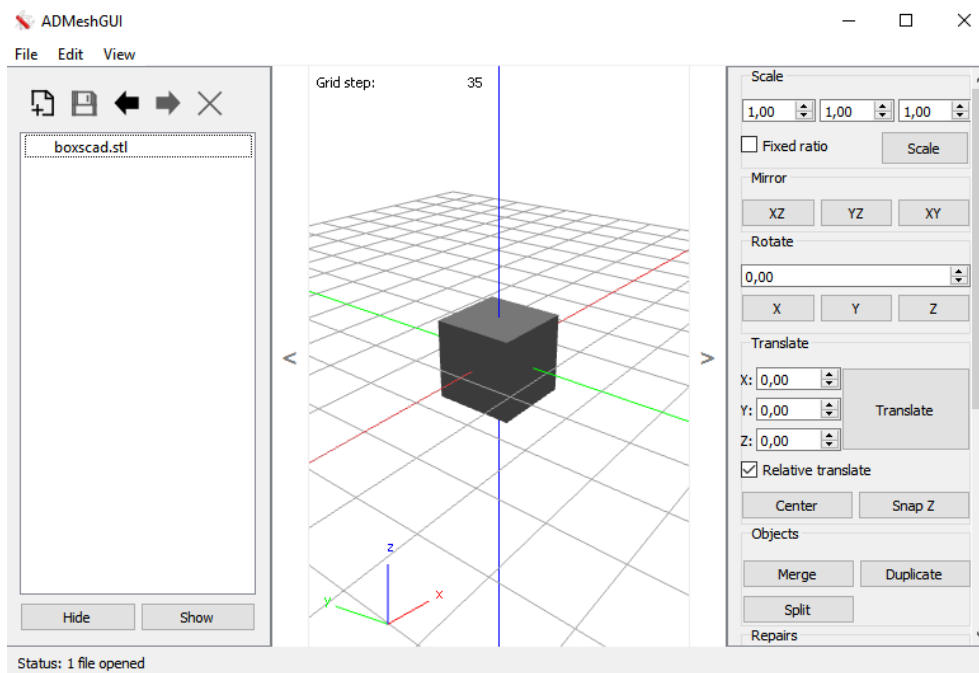 ADMeshGUI
File Edit View
boxscad.stl
Hide Show
Grid step: 35
<
z
y
x
>
Scale
1,00 1,00 1,00
Fixed ratio Scale
Mirror
XZ YZ XY
Rotate
0,00
X Y Z
Translate
X: 0,00
Y: 0,00
Z: 0,00
Translate
Relative translate
Center Snap Z
Objects
Merge Duplicate
Split
Repairs
Status: 1 file opened